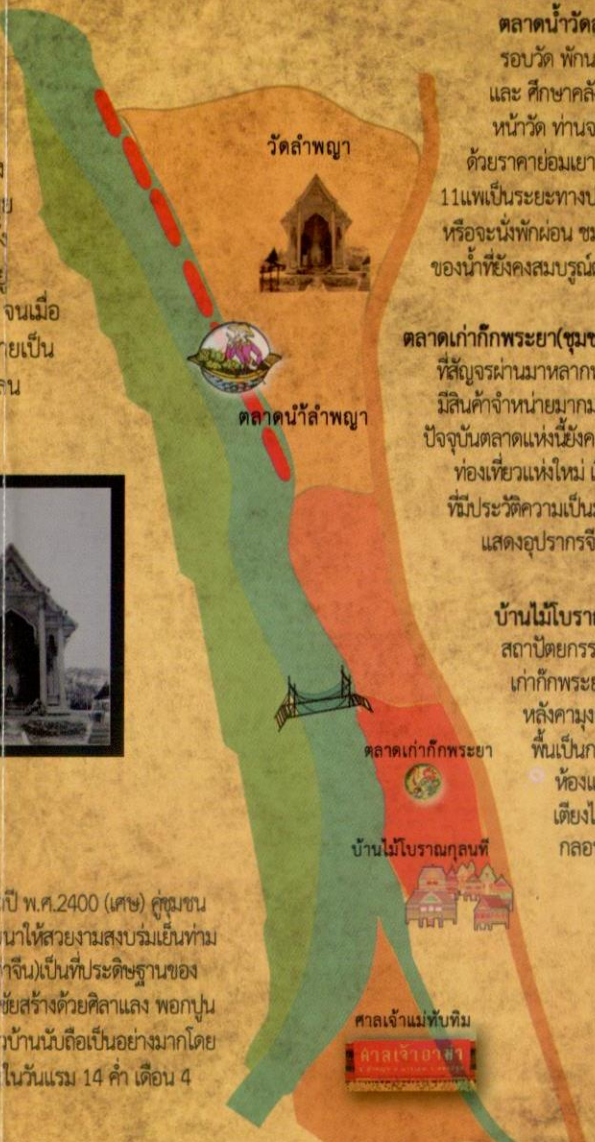 จนเมื่อ
ยเป็น
พ.ศ.2400 (เศษ) คู่ชุมชน
นาให้สวยงามสงบร่มเย็นท่าม
จีน)เป็นที่ประดิษฐานของ
ชัยสร้างด้วยศิลาแลง พอกปูน
บ้านนับถือเป็นอย่างมากโดย
ในวันแรม 14 ค่ำ เดือน 4
วัดลำพญา
ตลาดน้ำลำพญา
ตลาดเก่ากี๊กพระยา
บ้านไม้โบราณกุลนที
ศาลเจ้าแม่ทับทิม
ศาลเจ้าอาม่า
ตลาดน้ำวัด
รอบวัด พัก
และ ศึกษา
หน้าวัด ท่าน
ด้วยราคาย่อมเยา
11แพเป็นระยะทาง
หรือจะนั่งพักผ่อน
ของน้ำที่ยังคงสมบูรณ์
ตลาดเก่ากี๊กพระยา(ชุม
ที่สัญจรผ่านมาหลาก
มีสินค้าจำหน่ายมาก
ปัจจุบันตลาดแห่งนี้ยัง
ท่องเที่ยวแห่งใหม่
ที่มีประวัติความเป็น
แสดงอุปรากร
บ้านไม้โบรา
สถาปัตยกรร
เก่ากี๊กพระย
หลังคามุง
พื้นเป็น
ห้อง
เตียง
กลอ